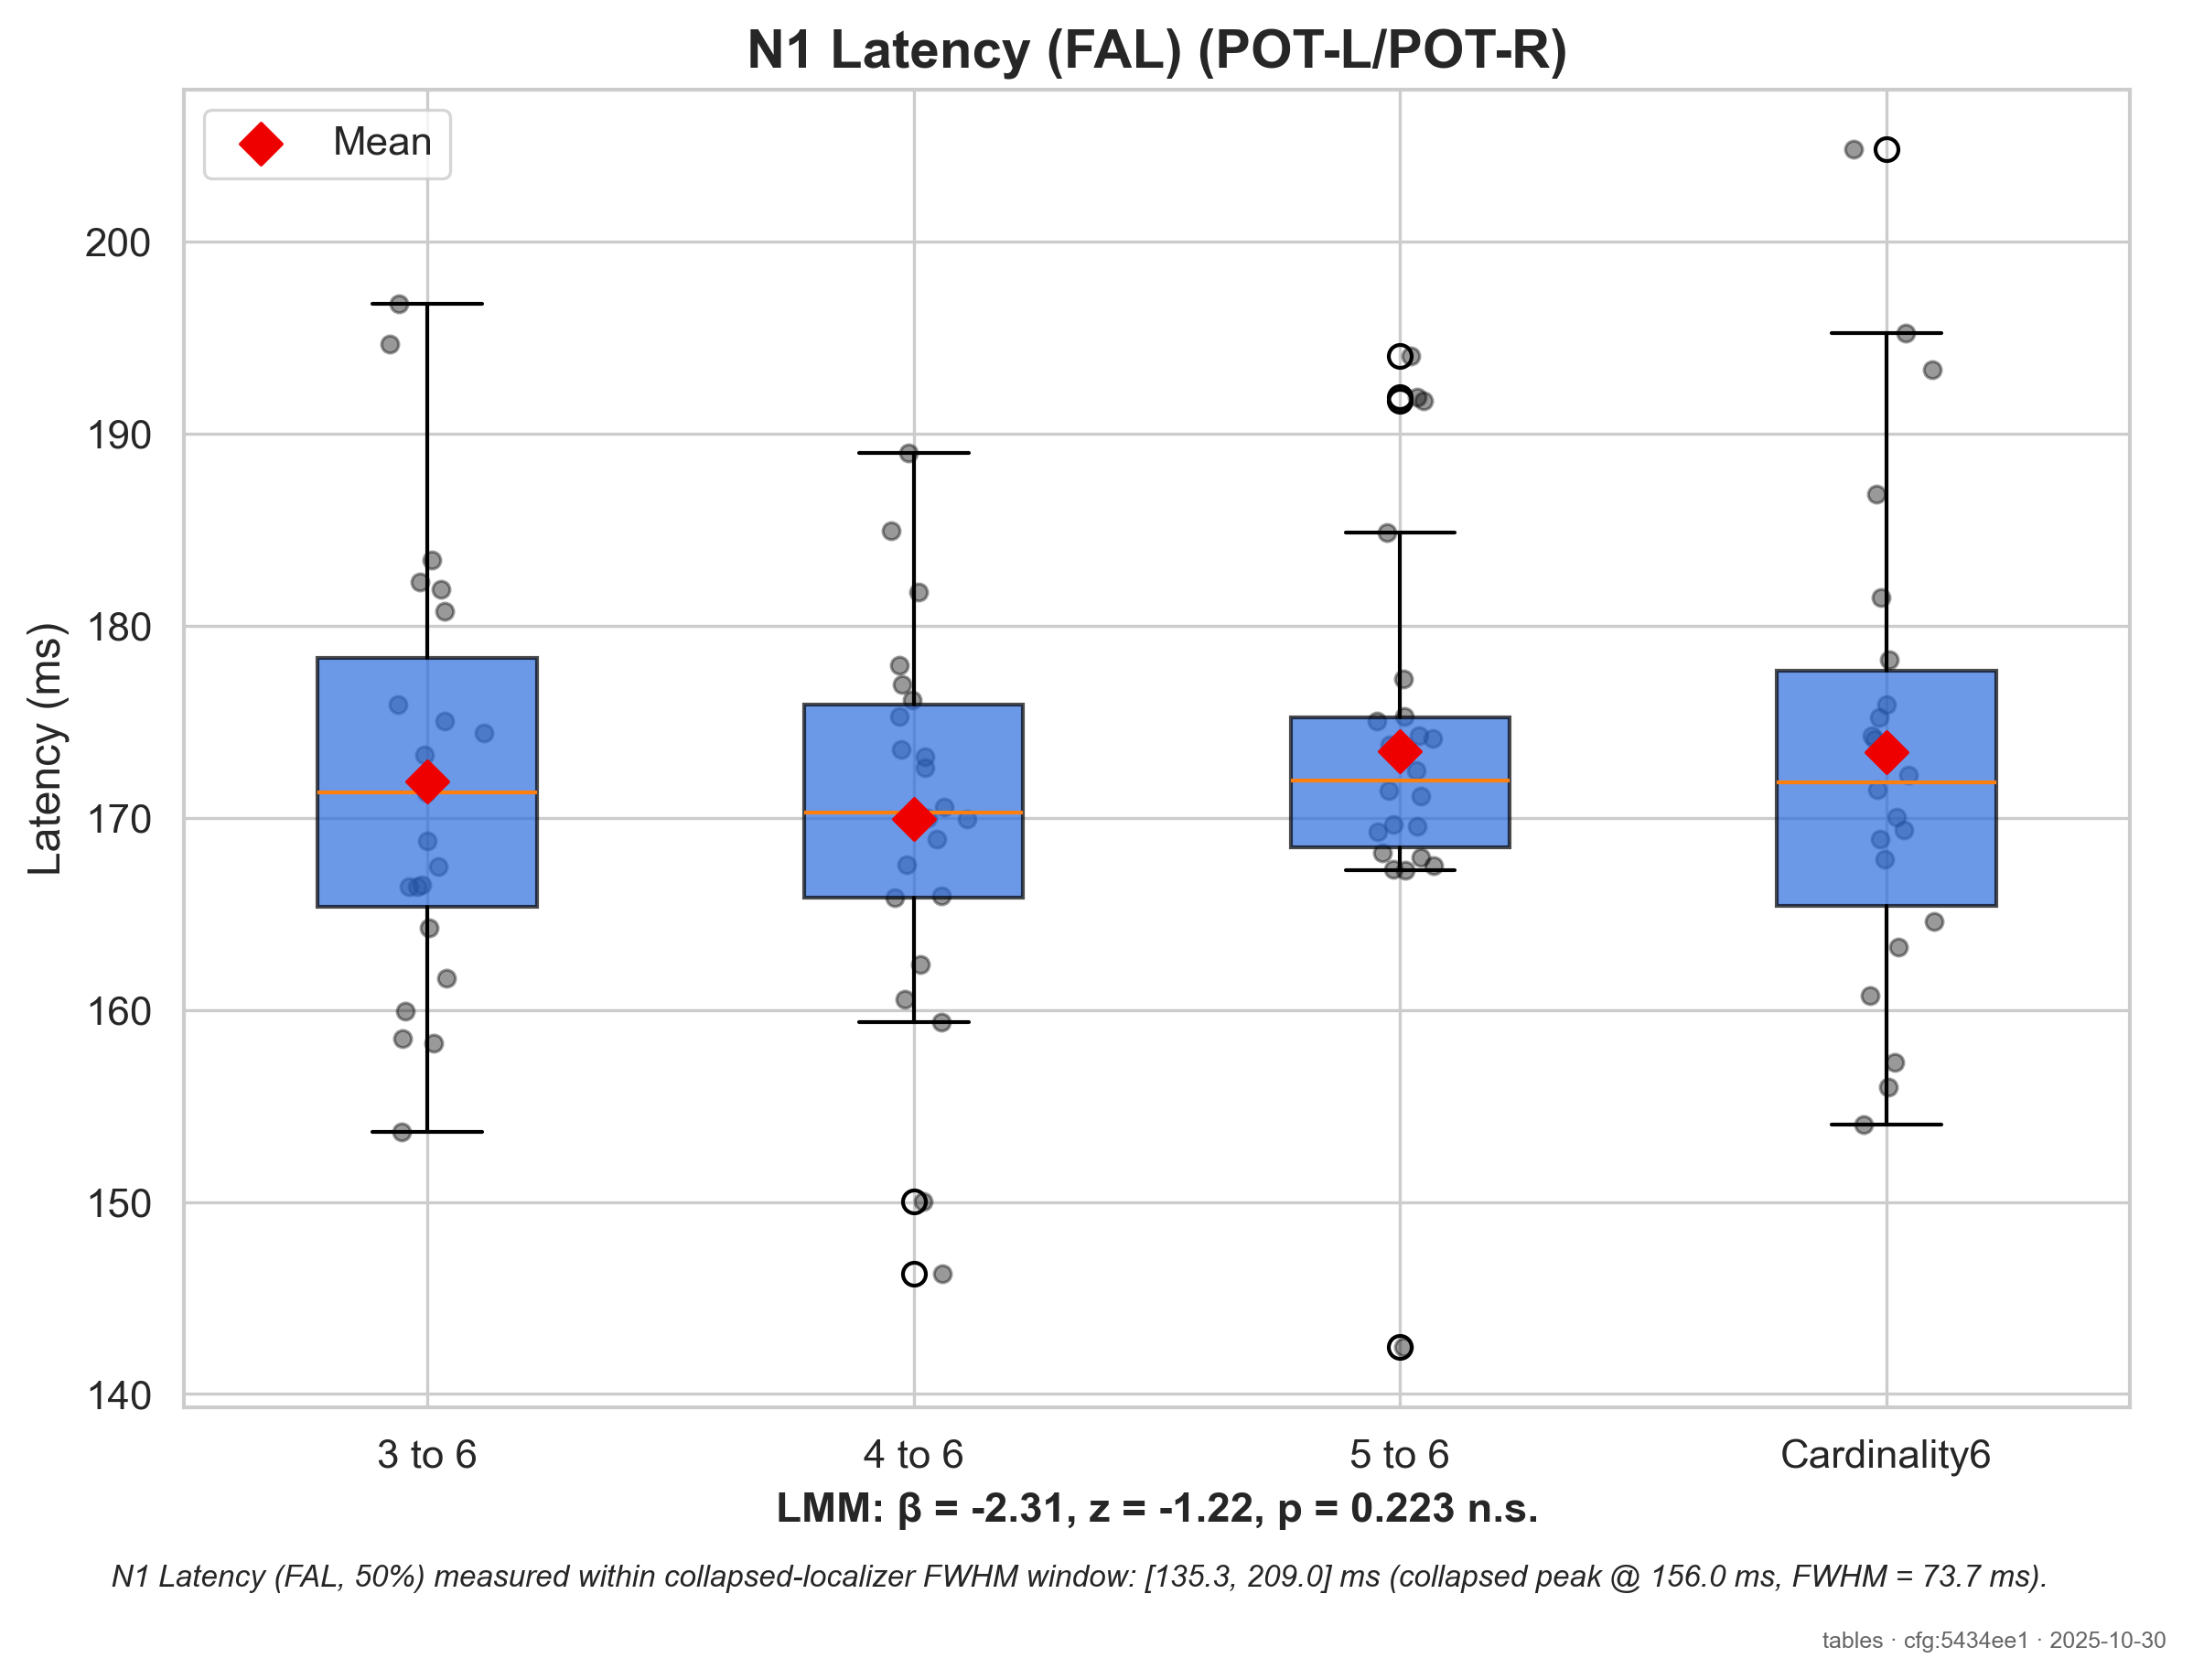 N1 Latency (FAL) (POT-L/POT-R)
Mean
Latency (ms)
200
190
180
170
160
150
140
3 to 6
4 to 6
5 to 6
Cardinality6
LMM: β = -2.31, z = -1.22, p = 0.223 n.s.
N1 Latency (FAL, 50%) measured within collapsed-localizer FWHM window: [135.3, 209.0] ms (collapsed peak @ 156.0 ms, FWHM = 73.7 ms).
tables · cfg:5434ee1 · 2025-10-30